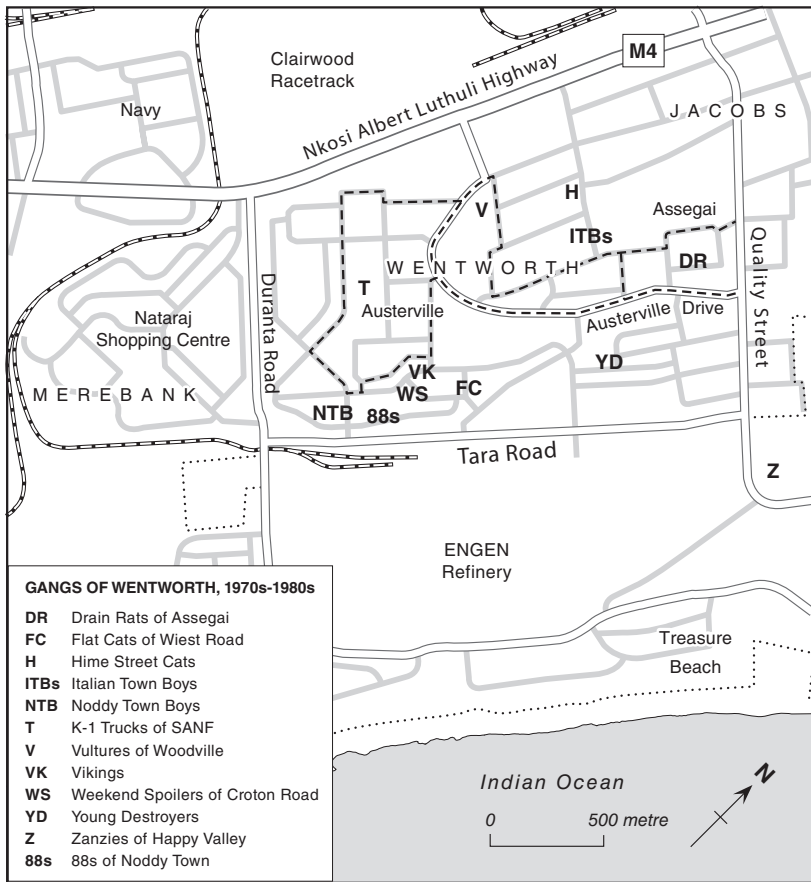 Clairwood
Racetrack
M4
Nkosi Albert Luthuli Highway
Navy
JACOBS
V
H
Assegai
ITBs
DR
WENTWORTH
Quality Street
Duranta Road
T
Austerville
Nataraj
Shopping Centre
Austerville Drive
YD
VK
WS
FC
MEREBANK
NTB
88s
Tara Road
Z
ENGEN
Refinery
Treasure
Beach
GANGS OF WENTWORTH, 1970s-1980s
DR Drain Rats of Assegai
FC Flat Cats of Wiest Road
H Hime Street Cats
ITBs Italian Town Boys
NTB Noddy Town Boys
T K-1 Trucks of SANF
V Vultures of Woodville
VK Vikings
WS Weekend Spoilers of Croton Road
YD Young Destroyers
Z Zanzies of Happy Valley
88s 88s of Noddy Town
Indian Ocean
N
0 500 metre